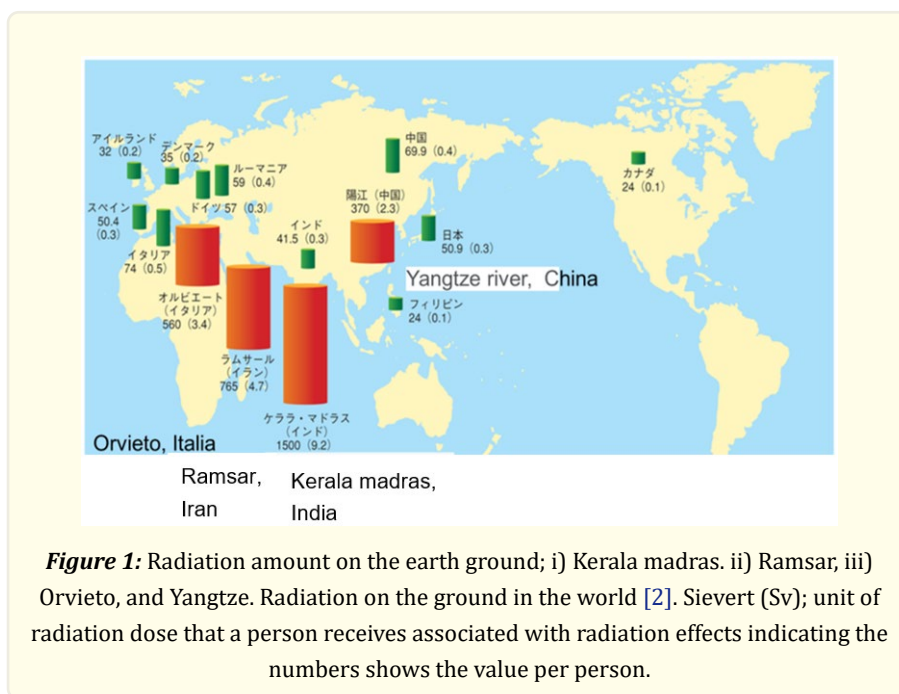 アイルランド
32 (0.2)
デンマーク
35 (0.2)
ルーマニア
59 (0.4)
ドイツ 57 (0.3)
スペイン
50.4
(0.3)
イタリア
74 (0.5)
オルビエート
(イタリア)
560 (3.4)
ラムサール
(イラン)
765 (4.7)
インド
41.5 (0.3)
ケララ・マドラス
(インド)
1500 (9.2)
中国
69.9 (0.4)
陽江 (中国)
370 (2.3)
日本
50.9 (0.3)
フィリピン
24 (0.1)
カナダ
24 (0.1)
Yangtze river, China
Orvieto, Italia
Ramsar,
Iran
Kerala madras,
India
Figure 1: Radiation amount on the earth ground; i) Kerala madras. ii) Ramsar, iii)
Orvieto, and Yangtze. Radiation on the ground in the world [2]. Sievert (Sv); unit of
radiation dose that a person receives associated with radiation effects indicating the
numbers shows the value per person.